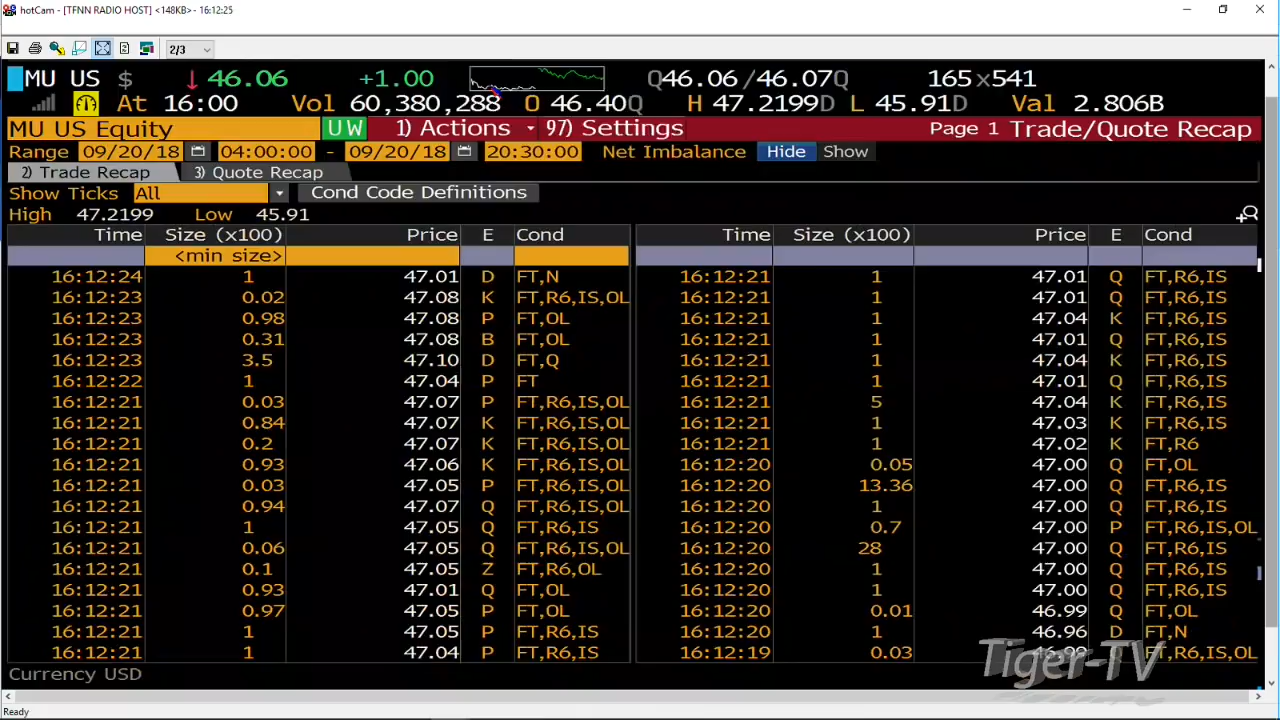 hotCam - [TFNN RADIO HOST] <148KB> - 16:12:25
2/3
MU US $ ↓ 46.06 +1.00 Q46.06/46.07Q 165x541
At 16:00 Vol 60,380,288 O 46.40Q H 47.2199D L 45.91D Val 2.806B
MU US Equity UW 1) Actions 97) Settings Page 1 Trade/Quote Recap
Range 09/20/18 04:00:00 - 09/20/18 20:30:00 Net Imbalance Hide Show
2) Trade Recap 3) Quote Recap
Show Ticks All Cond Code Definitions
High 47.2199 Low 45.91
Time Size (x100) Price E Cond Time Size (x100) Price E Cond
<min size>
16:12:24 1 47.01 D FT,N 16:12:21 1 47.01 Q FT,R6,IS
16:12:23 0.02 47.08 K FT,R6,IS,OL 16:12:21 1 47.01 Q FT,R6,IS
16:12:23 0.98 47.08 P FT,OL 16:12:21 1 47.04 K FT,R6,IS
16:12:23 0.31 47.08 B FT,OL 16:12:21 1 47.01 Q FT,R6,IS
16:12:23 3.5 47.10 D FT,Q 16:12:21 1 47.04 K FT,R6,IS
16:12:22 1 47.04 P FT 16:12:21 1 47.01 Q FT,R6,IS
16:12:21 0.03 47.07 P FT,R6,IS,OL 16:12:21 5 47.04 K FT,R6,IS
16:12:21 0.84 47.07 K FT,R6,IS,OL 16:12:21 1 47.03 K FT,R6,IS
16:12:21 0.2 47.07 K FT,R6,IS,OL 16:12:21 1 47.02 K FT,R6
16:12:21 0.93 47.06 K FT,R6,IS,OL 16:12:20 0.05 47.00 Q FT,OL
16:12:21 0.03 47.05 P FT,R6,IS,OL 16:12:20 13.36 47.00 Q FT,R6,IS
16:12:21 0.94 47.07 Q FT,R6,IS,OL 16:12:20 1 47.00 Q FT,R6,IS
16:12:21 1 47.05 Q FT,R6,IS 16:12:20 0.7 47.00 P FT,R6,IS,OL
16:12:21 0.06 47.05 Q FT,R6,IS,OL 16:12:20 28 47.00 Q FT,R6,IS
16:12:21 0.1 47.05 Z FT,R6,OL 16:12:20 1 47.00 Q FT,R6,IS
16:12:21 0.93 47.01 Q FT,OL 16:12:20 1 47.00 Q FT,R6,IS
16:12:21 0.97 47.05 P FT,OL 16:12:20 0.01 46.99 Q FT,OL
16:12:21 1 47.05 P FT,R6,IS 16:12:20 1 46.96 D FT,N
16:12:21 1 47.04 P FT,R6,IS 16:12:19 0.03 46.99 Q FT,R6,IS,OL
Tiger-TV
Currency USD
Ready